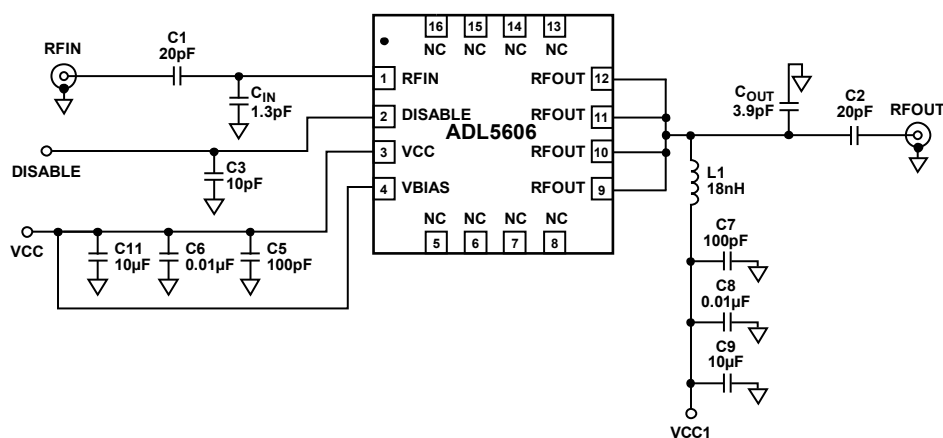 RFIN
C1
20pF
CIN
1.3pF
DISABLE
C3
10pF
VCC
C11
10µF
C6
0.01µF
C5
100pF
16
15
14
13
NC
NC
NC
NC
1
RFIN
2
DISABLE
3
VCC
4
VBIAS
ADL5606
RFOUT
12
RFOUT
11
RFOUT
10
RFOUT
9
NC
NC
NC
NC
5
6
7
8
COUT
3.9pF
C2
20pF
RFOUT
L1
18nH
C7
100pF
C8
0.01µF
C9
10µF
VCC1